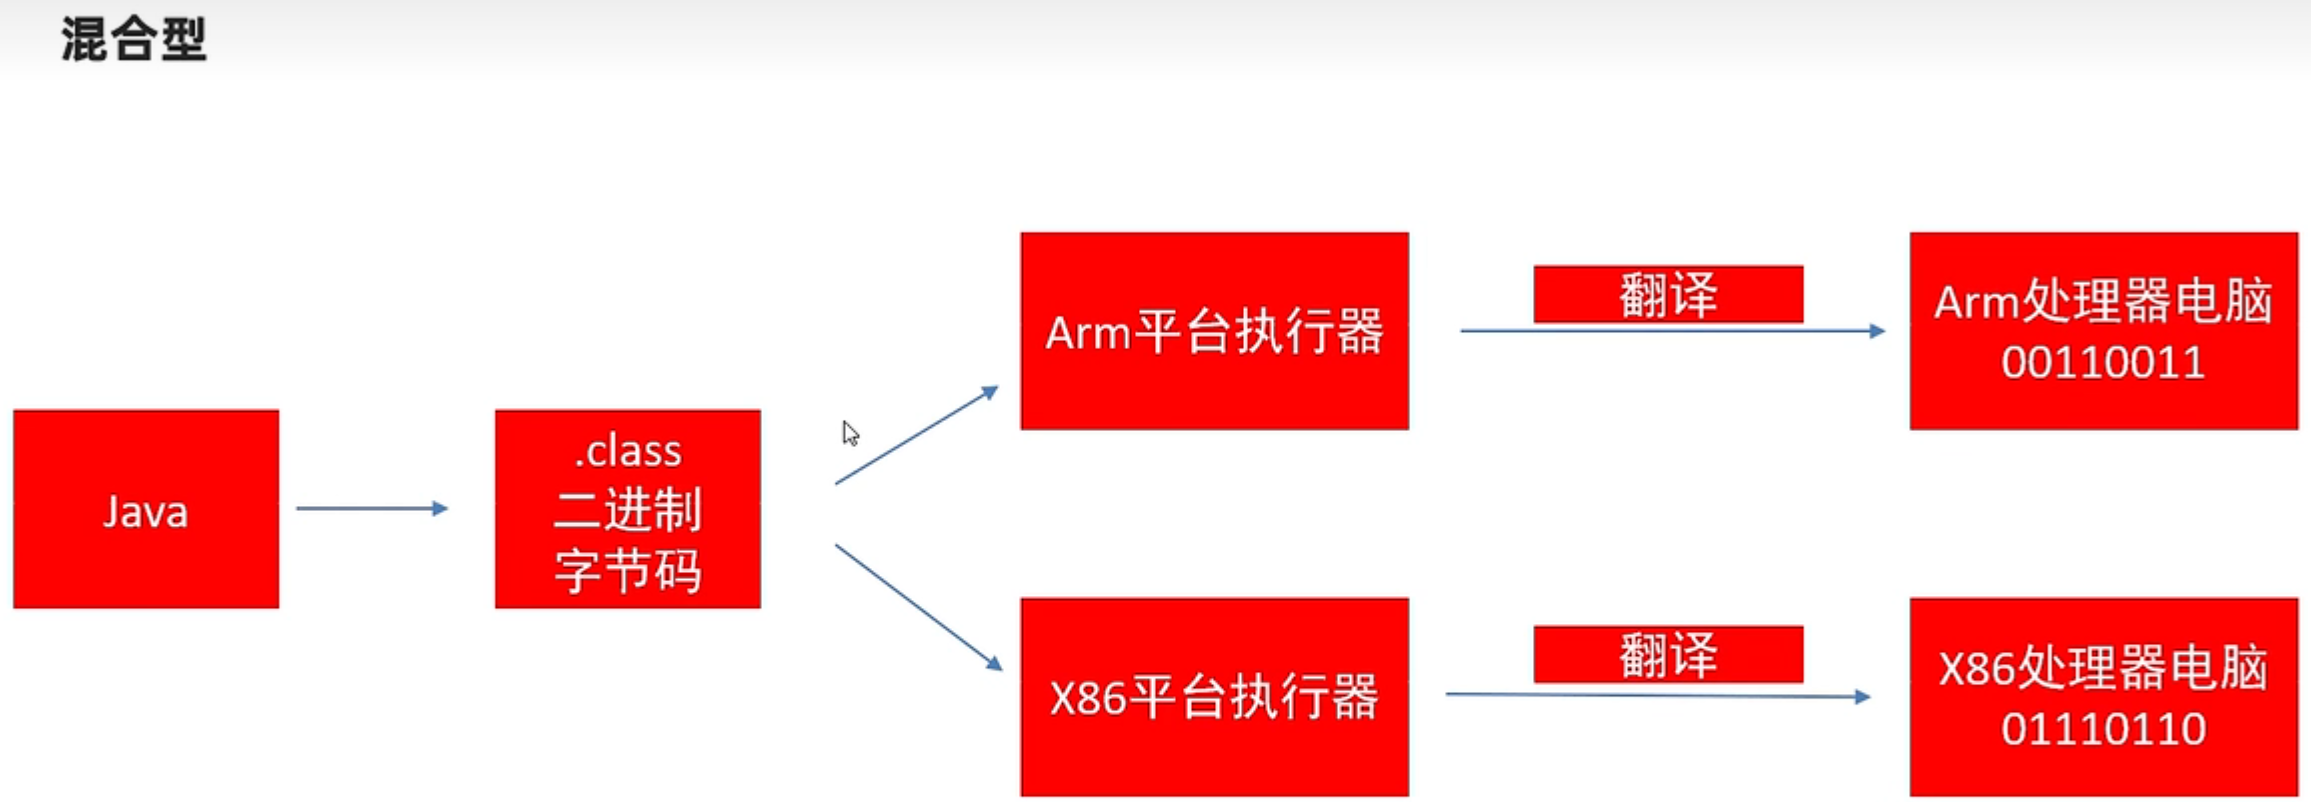 混合型
Java
.class
二进制
字节码
Arm平台执行器
翻译
Arm处理器电脑
00110011
X86平台执行器
翻译
X86处理器电脑
01110110